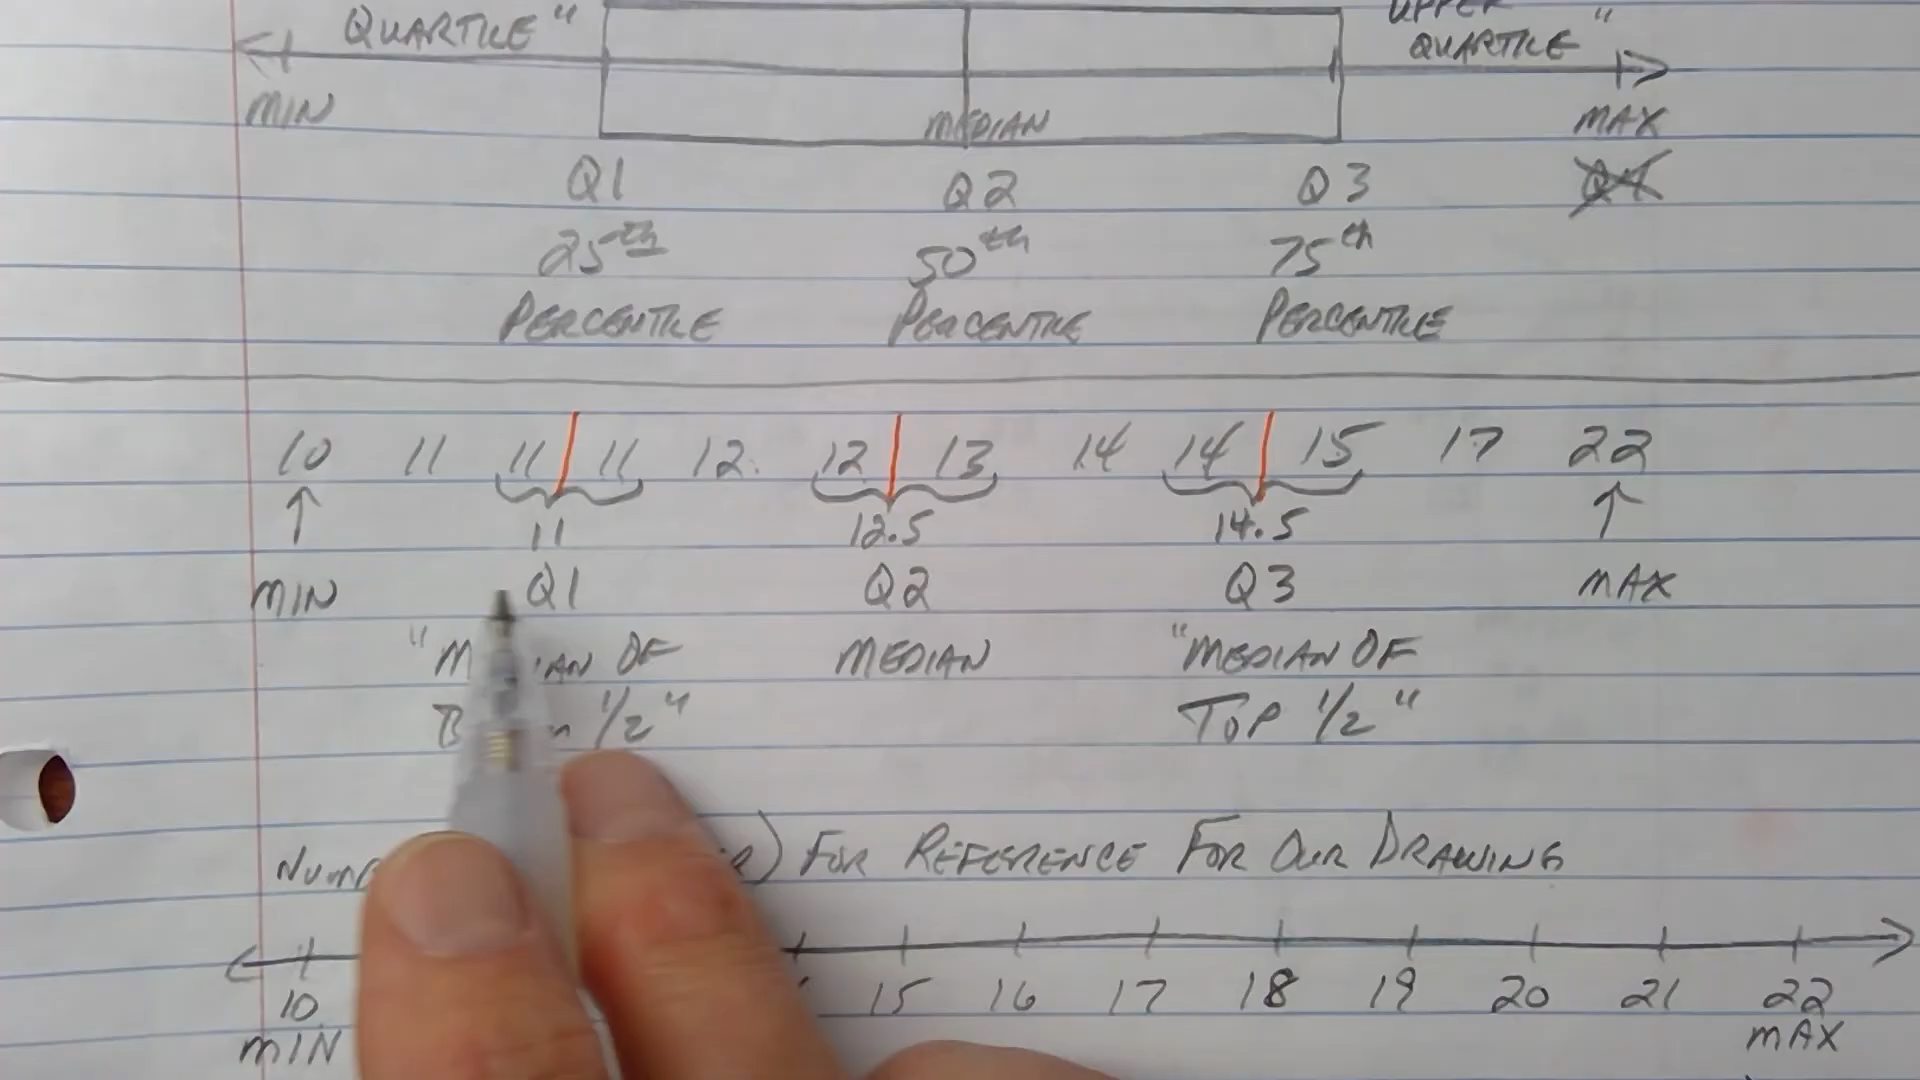 QUARTILE" UPPER QUARTILE"
MIN MEDIAN MAX
Q1 Q2 Q3 Q4
25th 50th 75th
PERCENTILE PERCENTILE PERCENTILE
10 11 11 11 12 12 13 14 14 15 17 22
11 12.5 14.5
MIN Q1 Q2 Q3 MAX
"MEDIAN OF MEDIAN "MEDIAN OF
1/2" TOP 1/2"
FOR REFERENCE FOR OUR DRAWING
10 15 16 17 18 19 20 21 22
MIN MAX